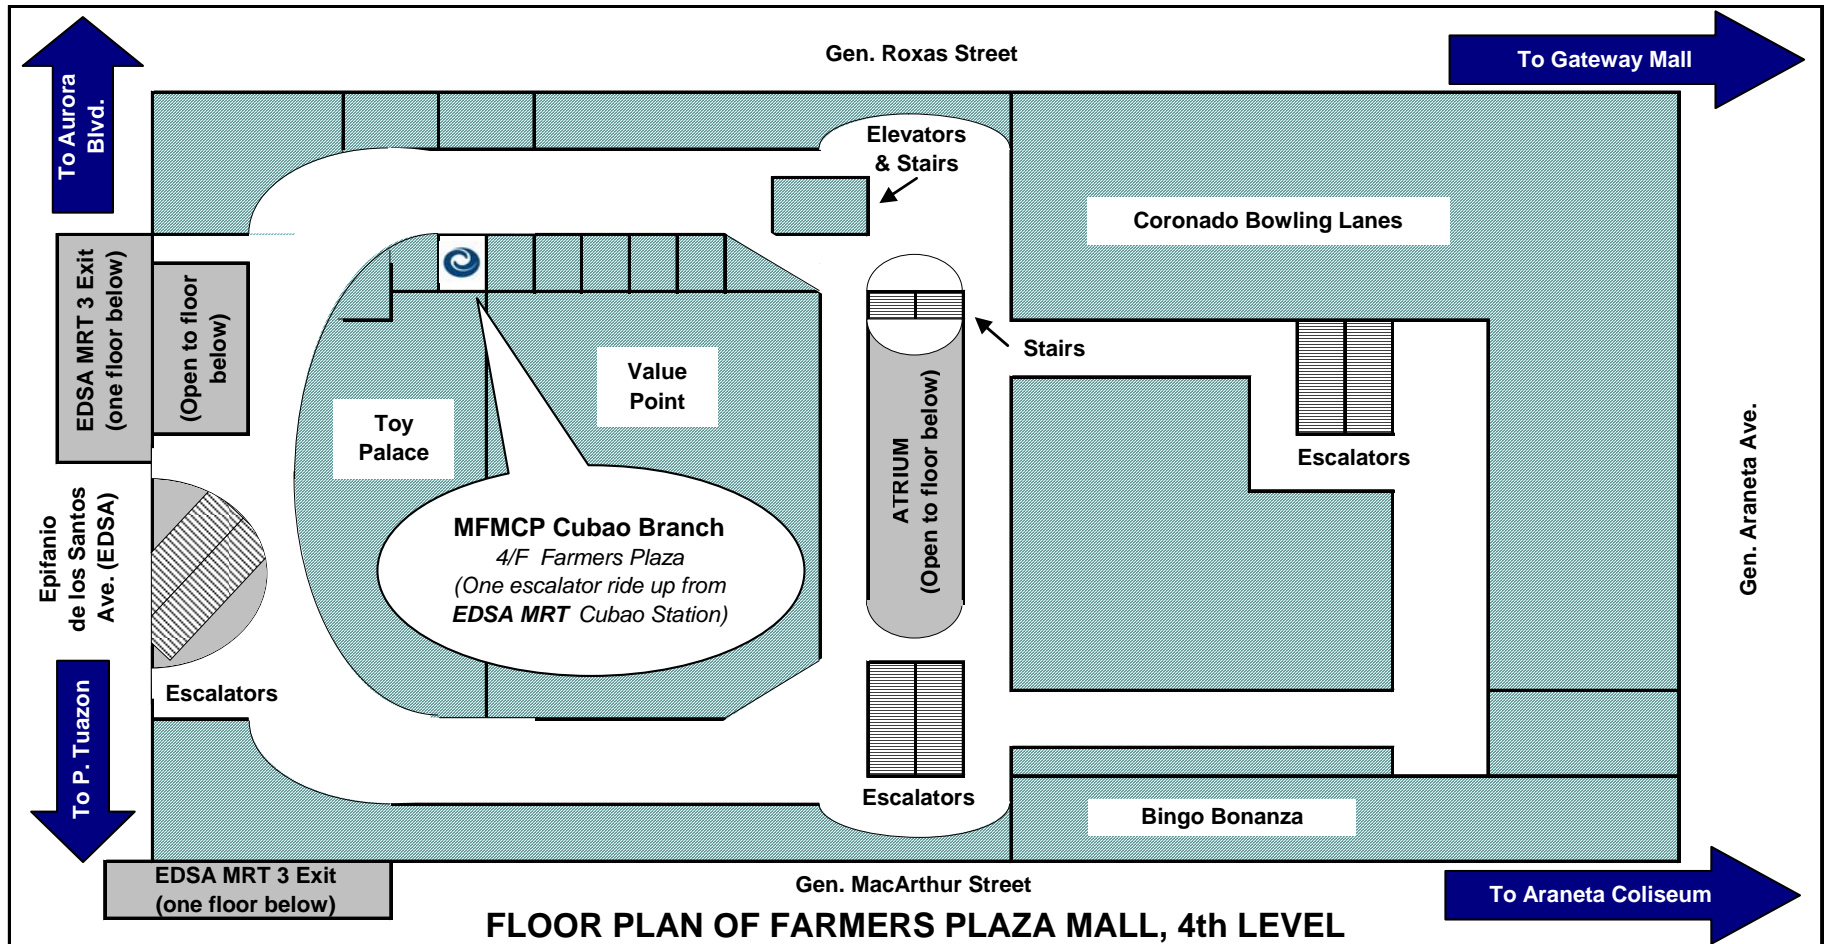 Gen. Roxas Street
To Gateway Mall
To Aurora
Blvd.
Elevators
& Stairs
Coronado Bowling Lanes
EDSA MRT 3 Exit
(one floor below)
(Open to floor
below)
Stairs
Value
Point
Toy
Palace
ATRIUM
(Open to floor below)
Escalators
Gen. Araneta Ave.
Epifanio
de los Santos
Ave. (EDSA)
MFMCP Cubao Branch
4/F Farmers Plaza
(One escalator ride up from
EDSA MRT Cubao Station)
Escalators
To P. Tuazon
Escalators
Bingo Bonanza
EDSA MRT 3 Exit
(one floor below)
Gen. MacArthur Street
To Araneta Coliseum
FLOOR PLAN OF FARMERS PLAZA MALL, 4th LEVEL